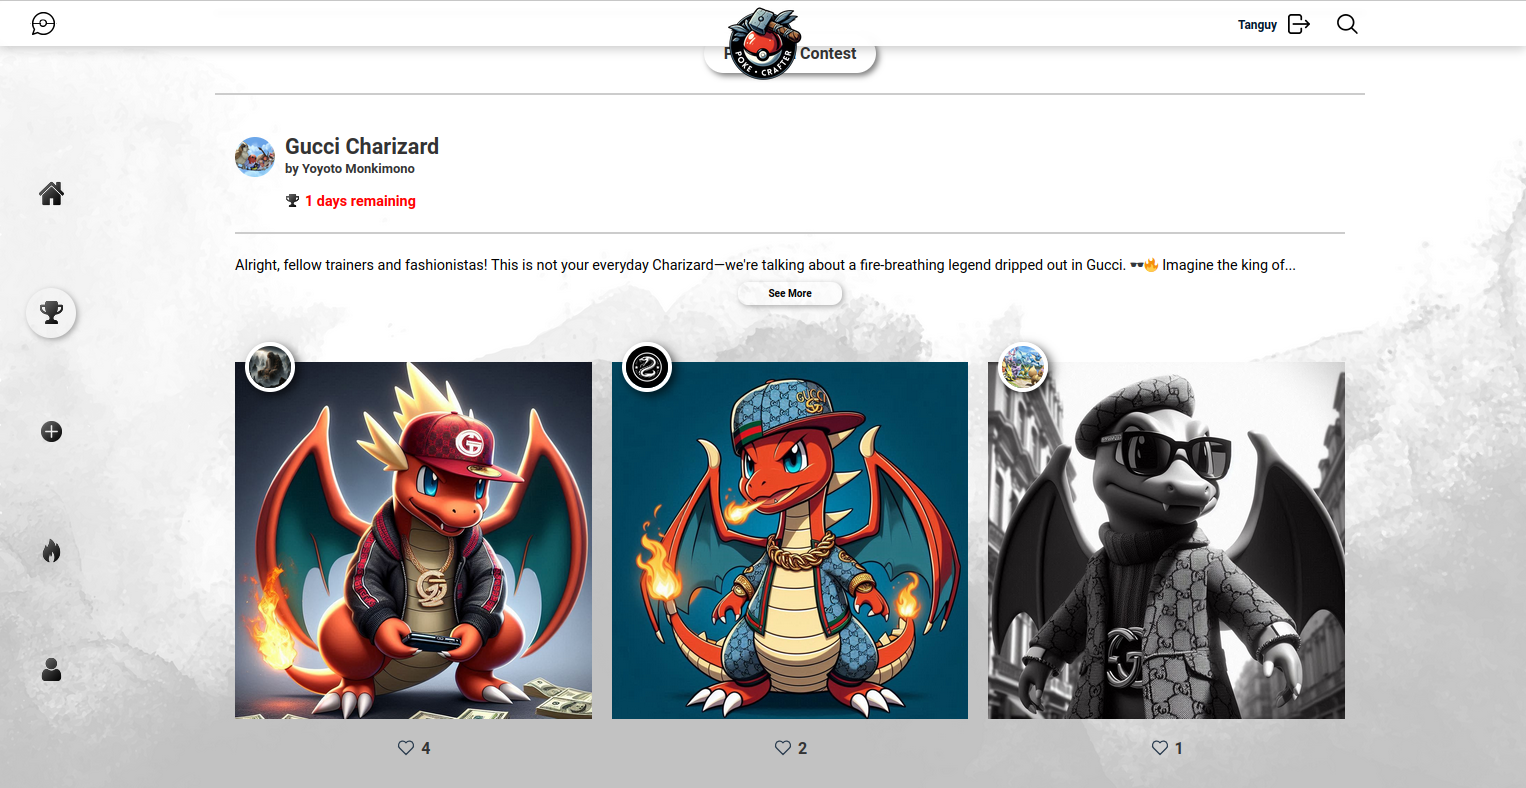 Tanguy
POKE • CRAFTER
Contest
Gucci Charizard
by Yoyoto Monkimono
1 days remaining
Alright, fellow trainers and fashionistas! This is not your everyday Charizard—we're talking about a fire-breathing legend dripped out in Gucci. 🕶️🔥 Imagine the king of...
See More
GUCCI
4
2
1